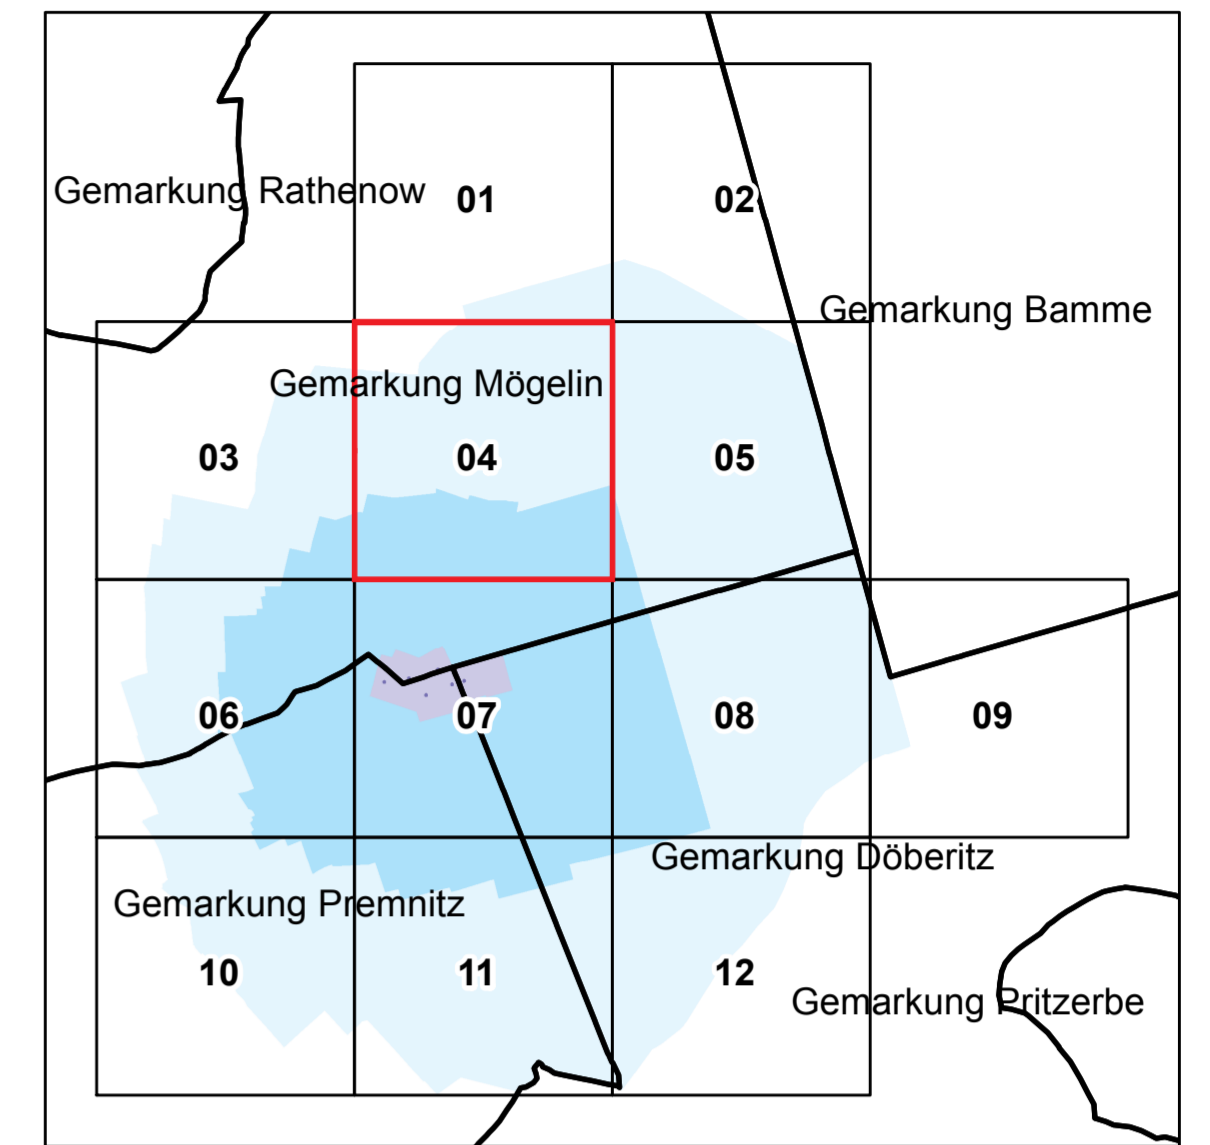 Gemarkung Rathenow
01
02
Gemarkung Bamme
Gemarkung Mögelin
03
04
05
06
07
08
09
Gemarkung Döberitz
Gemarkung Premnitz
10
11
12
Gemarkung Pritzerbe